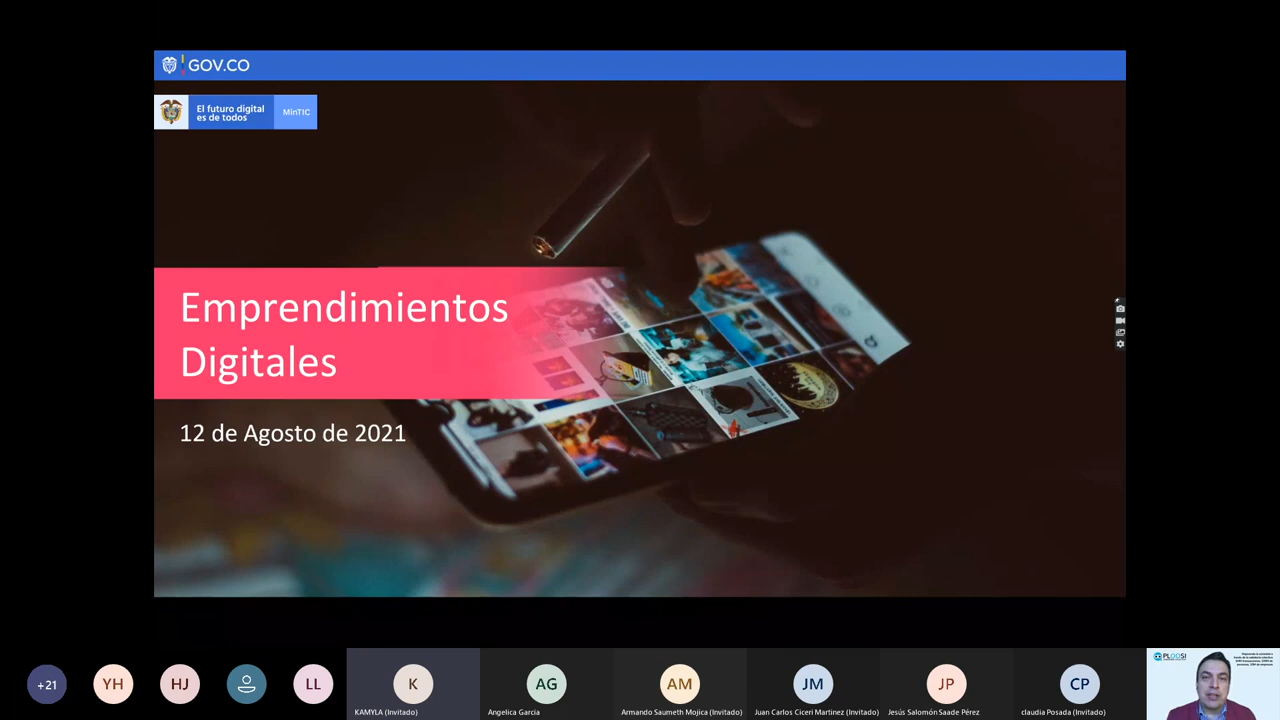 GOV.CO
El futuro digital
es de todos
MinTIC
Emprendimientos
Digitales
12 de Agosto de 2021
+21
YH
HJ
LL
K
AG
AM
JM
JP
CP
KAMYLA (Invitado)
Angelica Garcia
Armando Saumeth Mojica (Invitado)
Juan Carlos Ciceri Martinez (Invitado)
Jesús Salomón Saade Pérez
claudia Posada (Invitado)